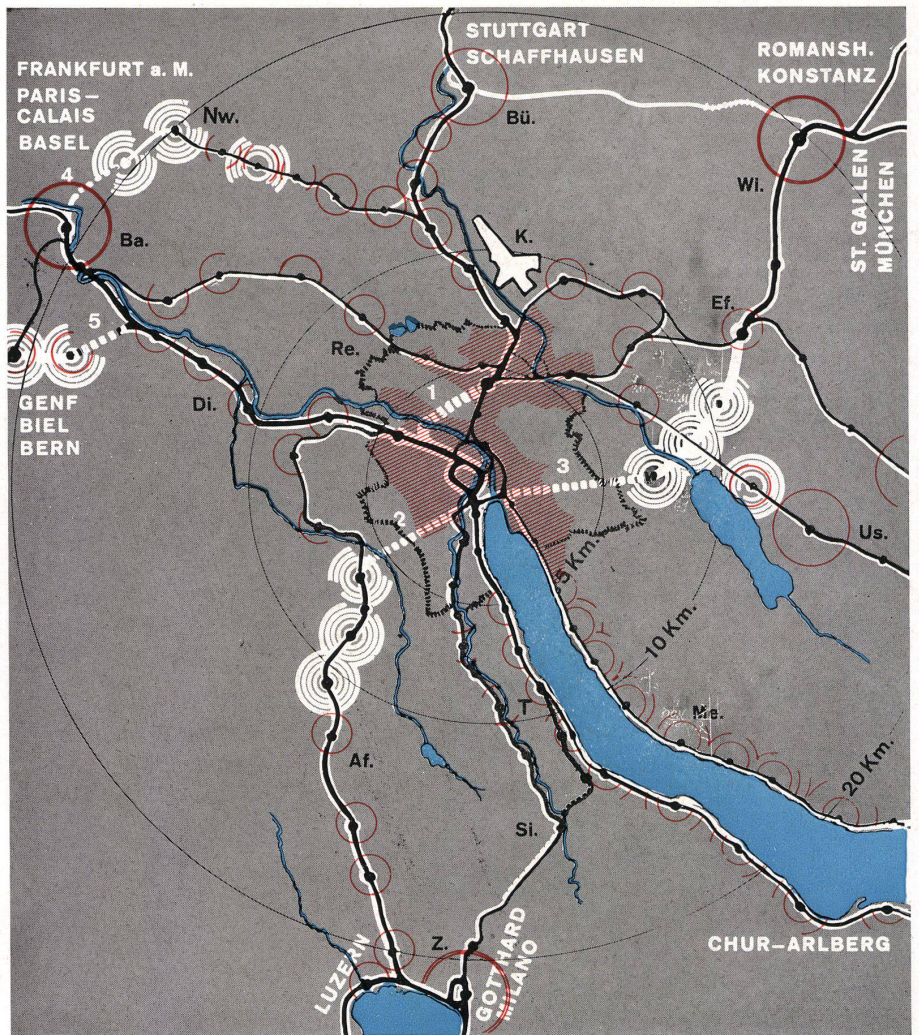 STUTTGART
SCHAFFHAUSEN
ROMANSH.
KONSTANZ
FRANKFURT a. M.
PARIS–
CALAIS
BASEL
Nw.
Bü.
Wi.
ST. GALLEN
MÜNCHEN
4
Ba.
K.
Ef.
5
Re.
GENF
BIEL
BERN
Di.
1
3
2
Us.
5 Km.
10 Km.
T
Me.
Af.
20 Km.
Si.
Z.
LUZERN
GOTTHARD
MILANO
CHUR–ARLBERG